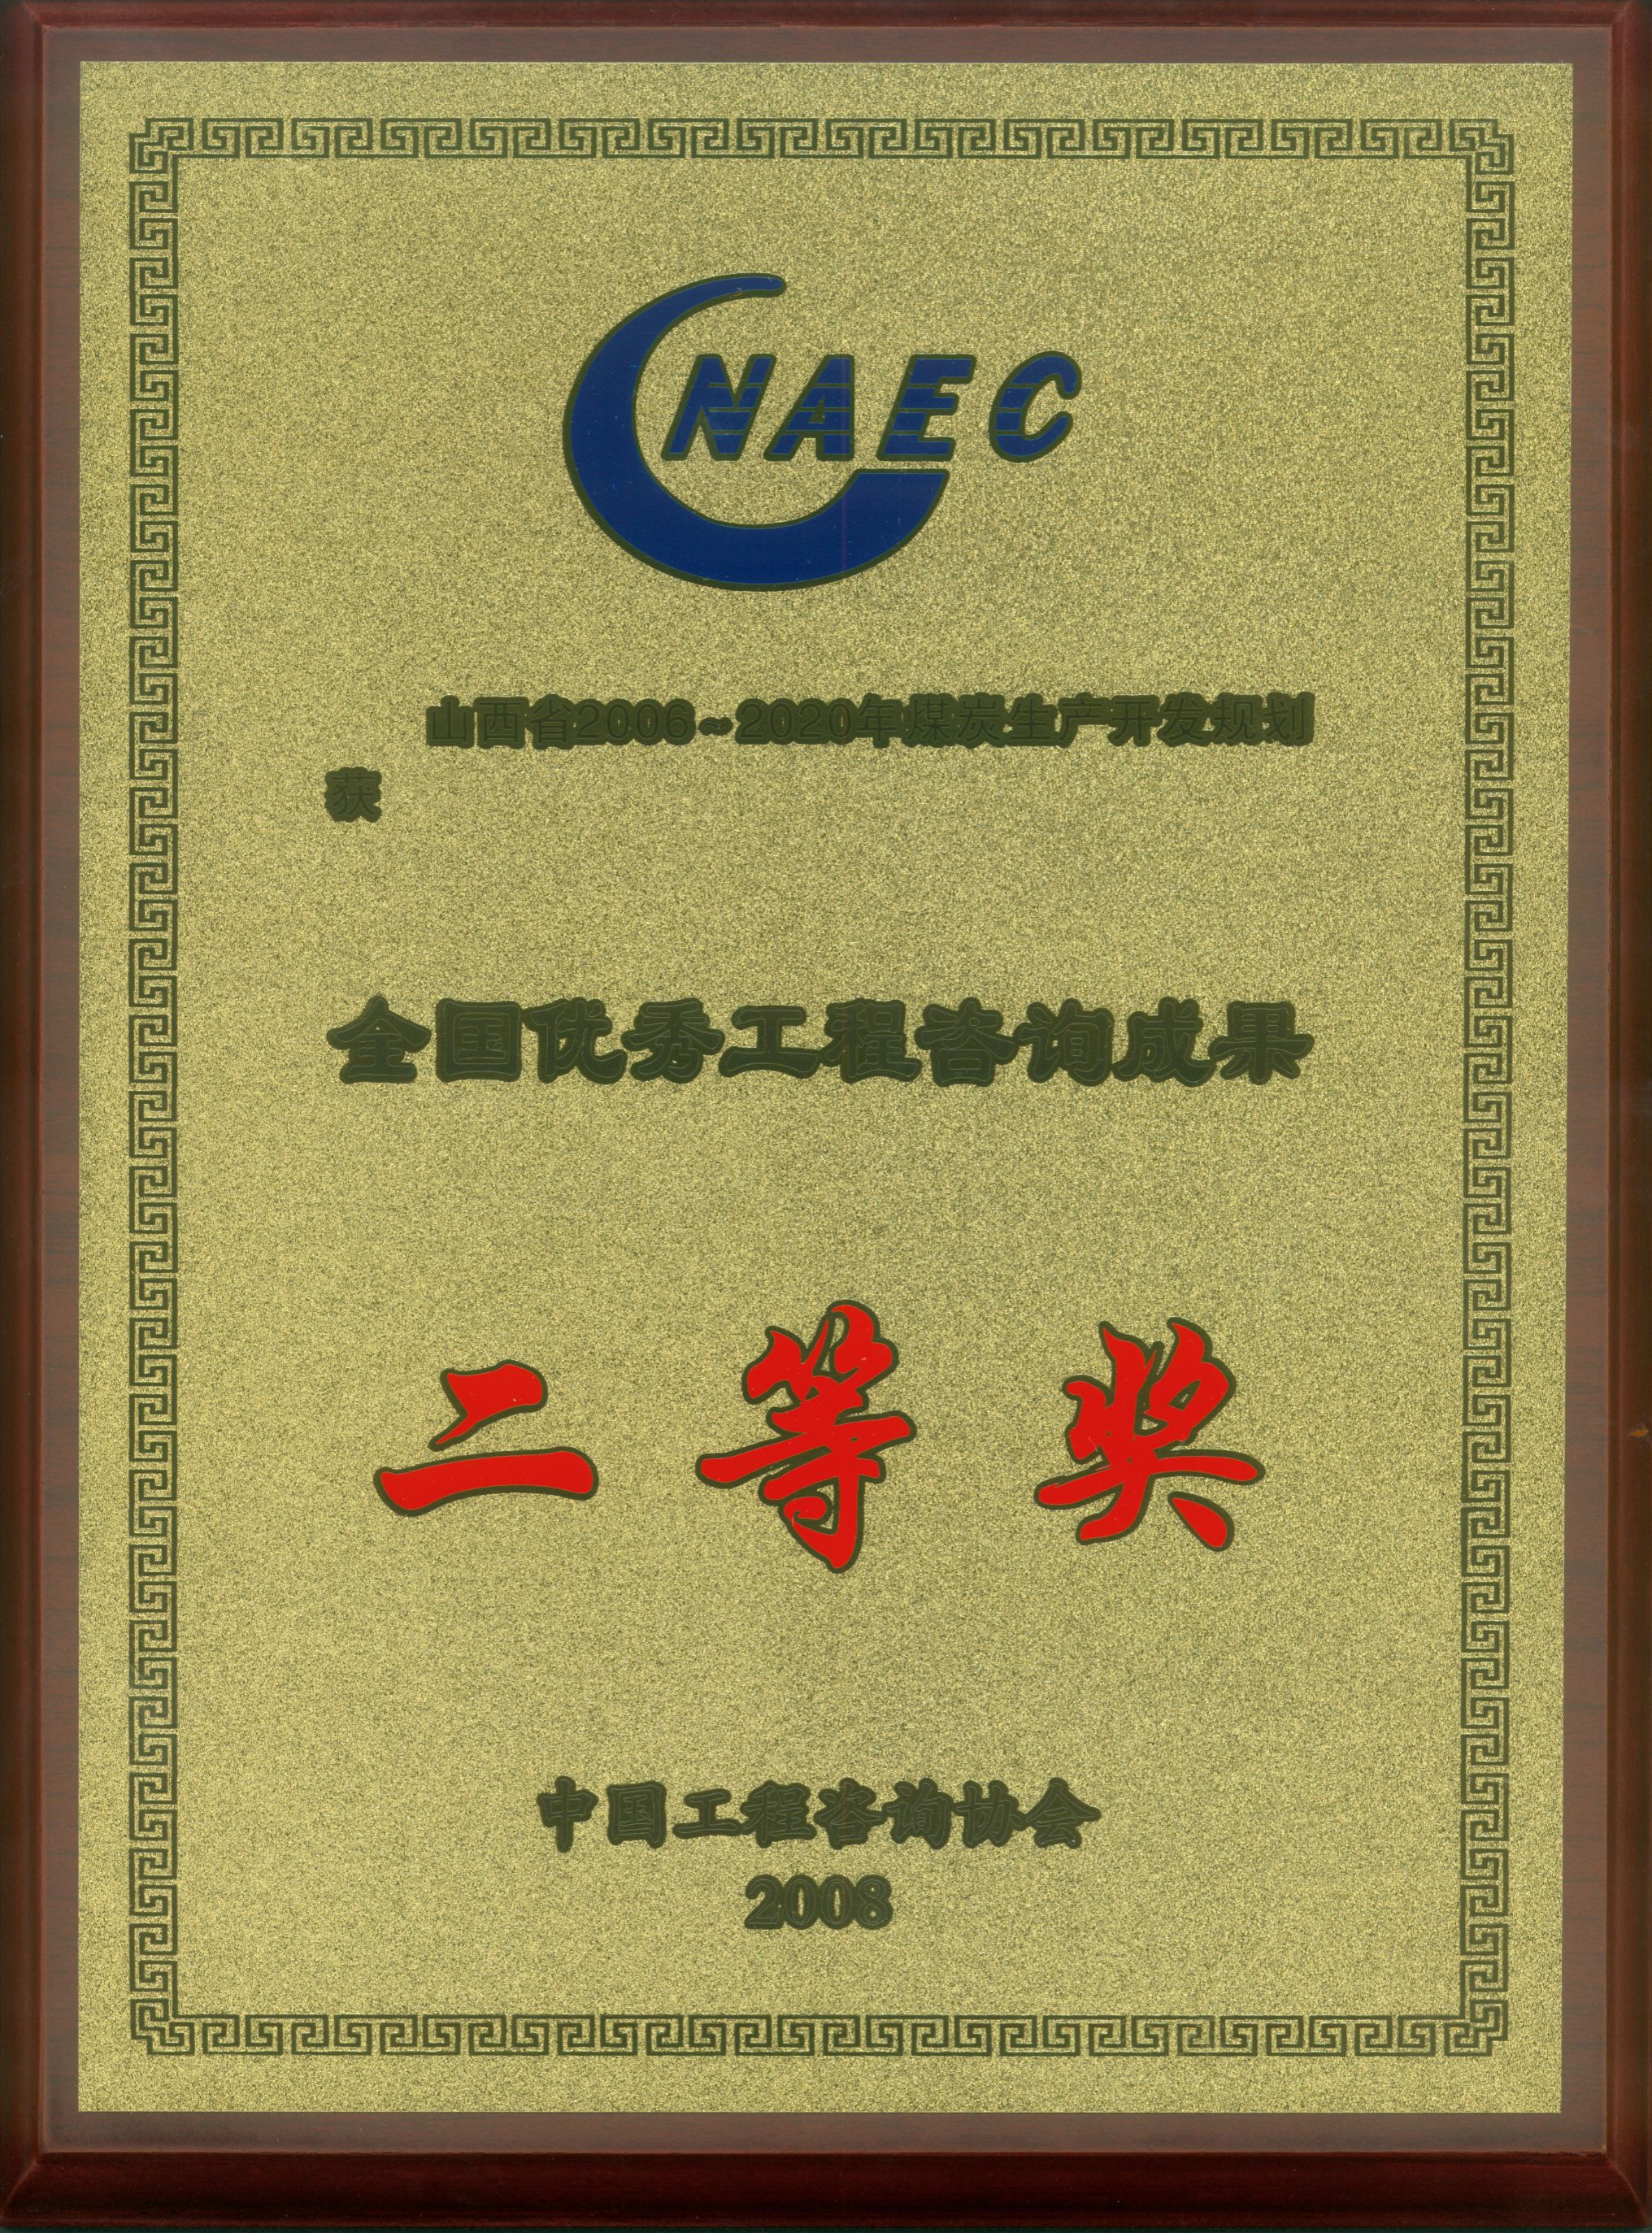 CNAEC
山西省2006~2020年煤炭生产开发规划
获
全国优秀工程咨询成果
二等奖
中国工程咨询协会
2008